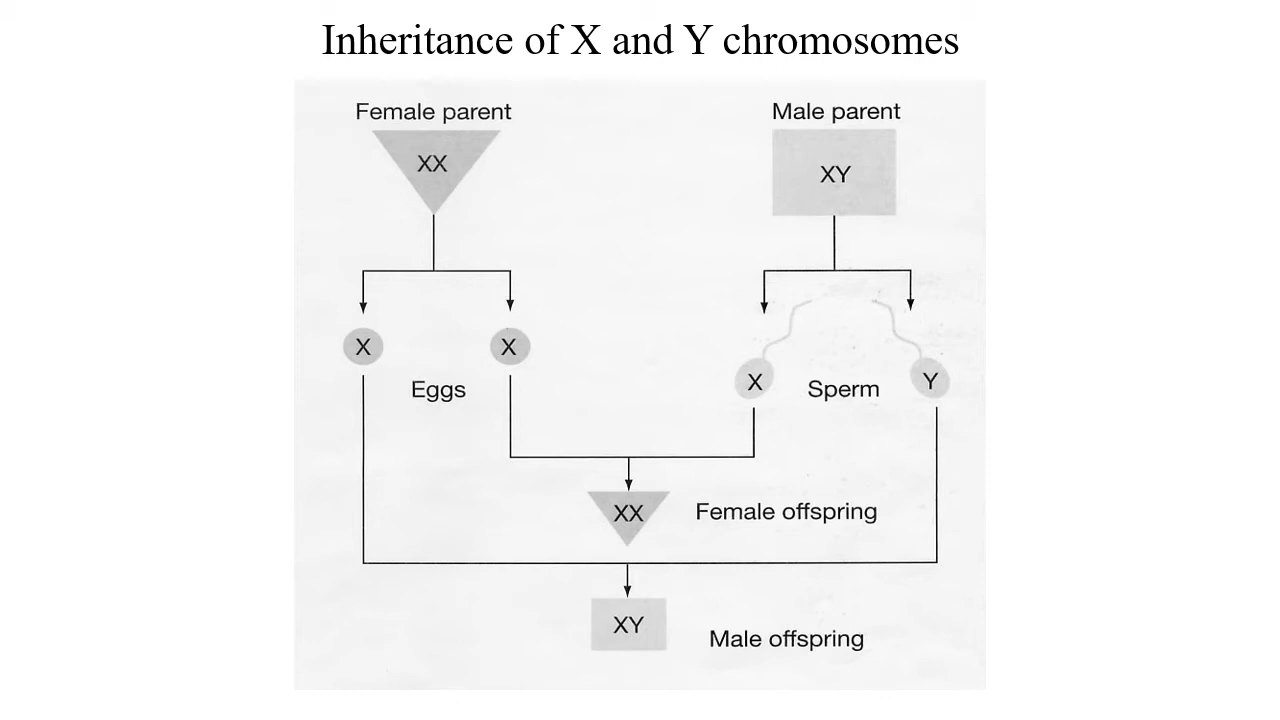 Inheritance of X and Y chromosomes
Female parent
Male parent
XX
XY
X
X
Eggs
X
Sperm
Y
XX
Female offspring
XY
Male offspring